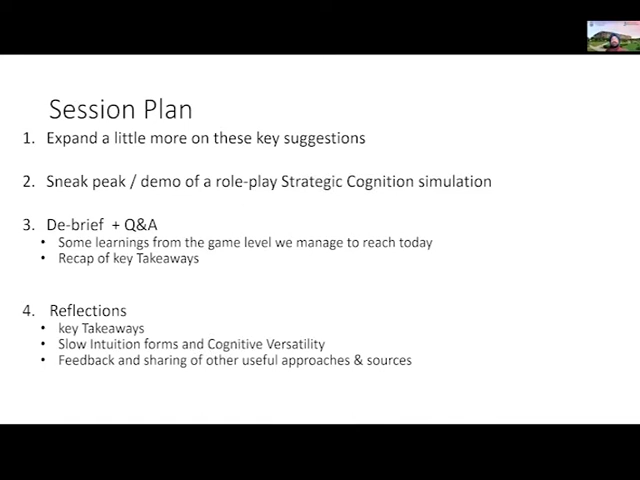 Session Plan
1. Expand a little more on these key suggestions
2. Sneak peak / demo of a role-play Strategic Cognition simulation
3. De-brief + Q&A
• Some learnings from the game level we manage to reach today
• Recap of key Takeaways
4. Reflections
• key Takeaways
• Slow Intuition forms and Cognitive Versatility
• Feedback and sharing of other useful approaches & sources